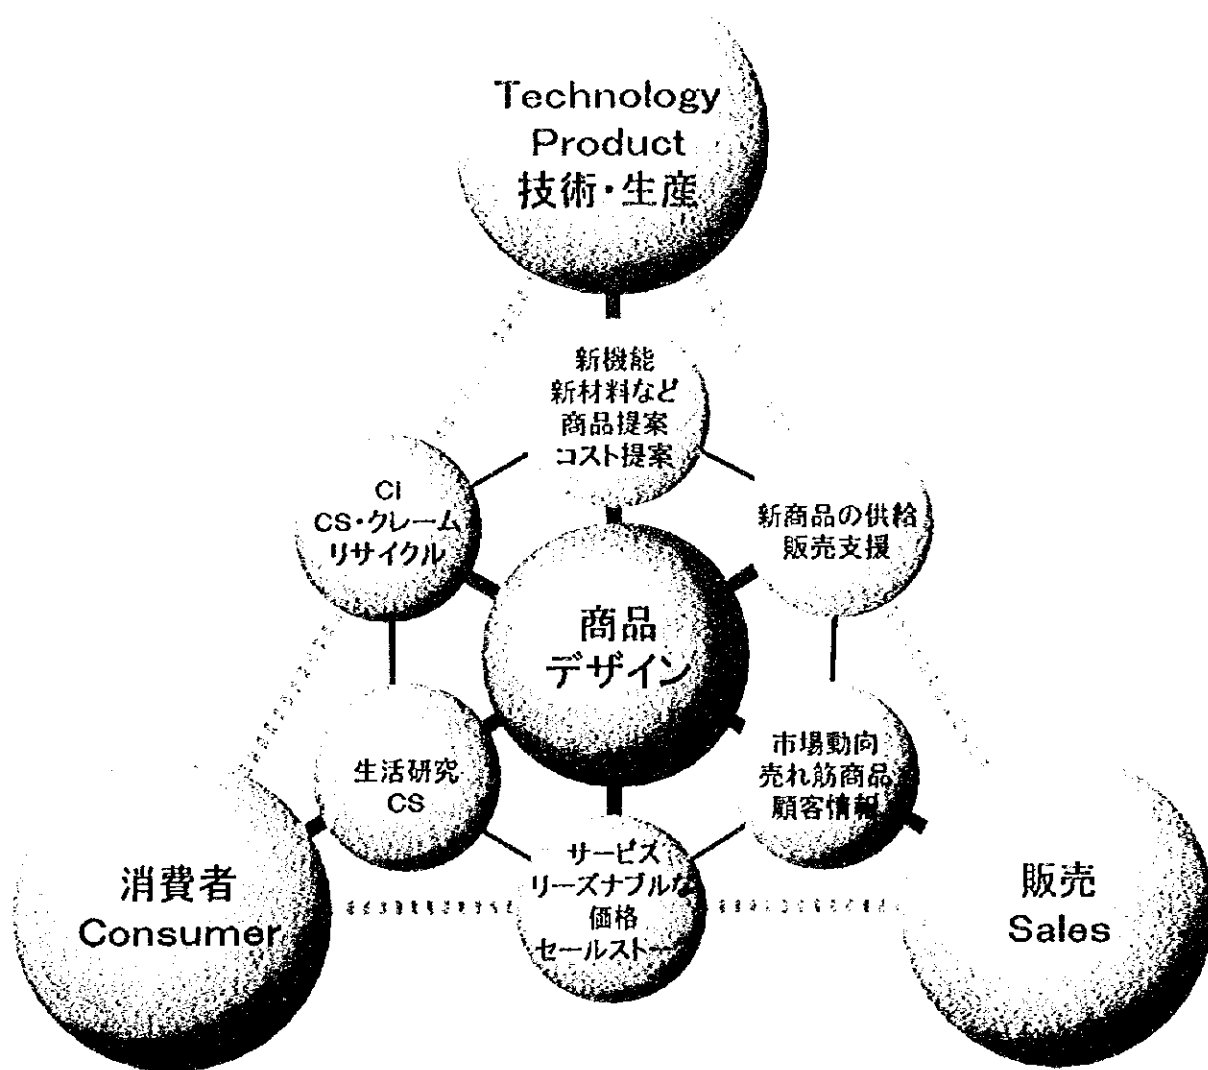 Technology
Product
技術・生産
新機能
新材料など
商品提案
コスト提案
CI
CS・クレーム
リサイクル
新商品の供給
販売支援
商品
デザイン
生活研究
CS
市場動向
売れ筋商品
顧客情報
サービス
リーズナブルな
価格
セールストー
消費者
Consumer
販売
Sales